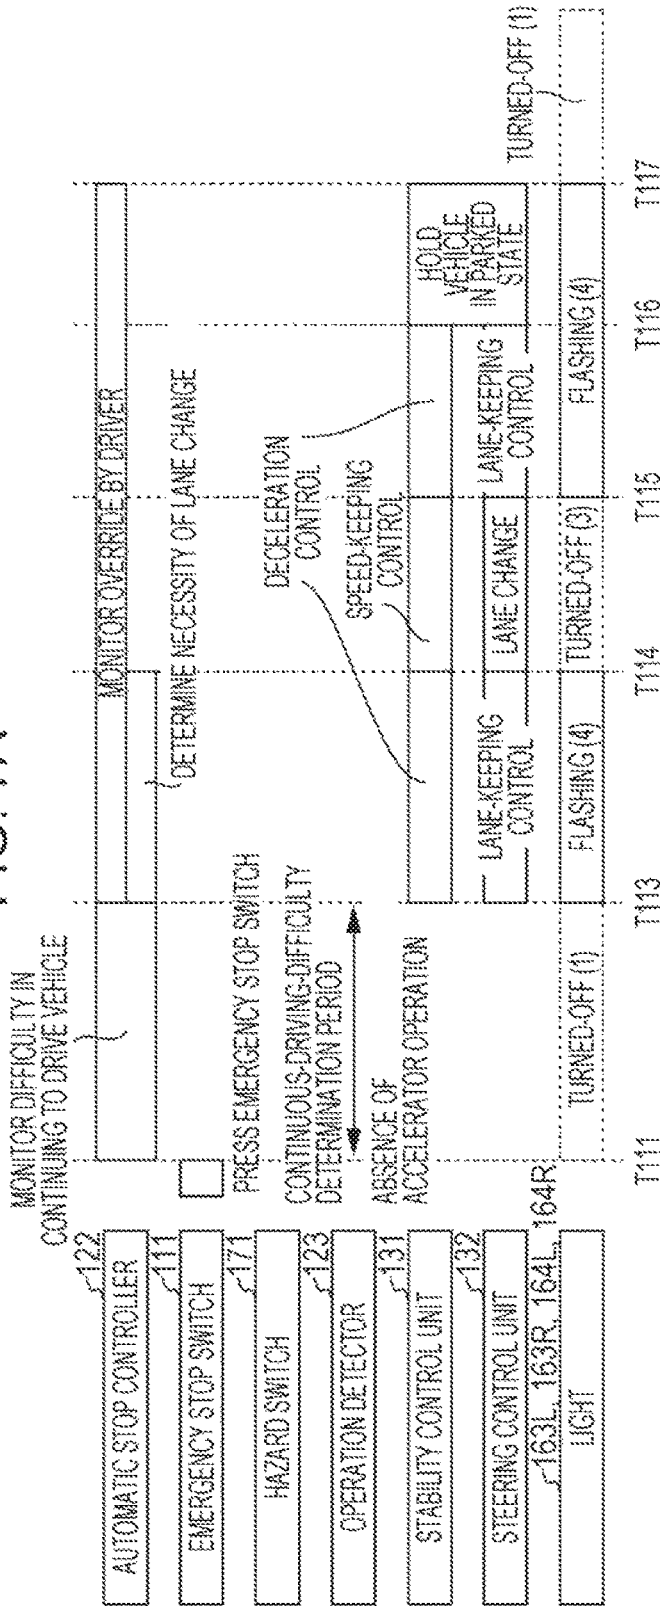 MONITOR DIFFICULTY IN
CONTINUING TO DRIVE VEHICLE
AUTOMATIC STOP CONTROLLER
122
MONITOR OVERRIDE BY DRIVER
DETERMINE NECESSITY OF LANE CHANGE
EMERGENCY STOP SWITCH
111
PRESS EMERGENCY STOP SWITCH
HAZARD SWITCH
171
CONTINUOUS-DRIVING-DIFFICULTY
DETERMINATION PERIOD
OPERATION DETECTOR
123
ABSENCE OF
ACCELERATOR OPERATION
DECELERATION
CONTROL
SPEED-KEEPING
CONTROL
STABILITY CONTROL UNIT
131
HOLD
VEHICLE
IN PARKED
STATE
STEERING CONTROL UNIT
132
LANE-KEEPING
CONTROL
LANE CHANGE
LANE-KEEPING
CONTROL
163L, 163R, 164L, 164R
LIGHT
TURNED-OFF (1)
FLASHING (4)
TURNED-OFF (3)
FLASHING (4)
TURNED-OFF (1)
T111
T113
T114
T115
T116
T117